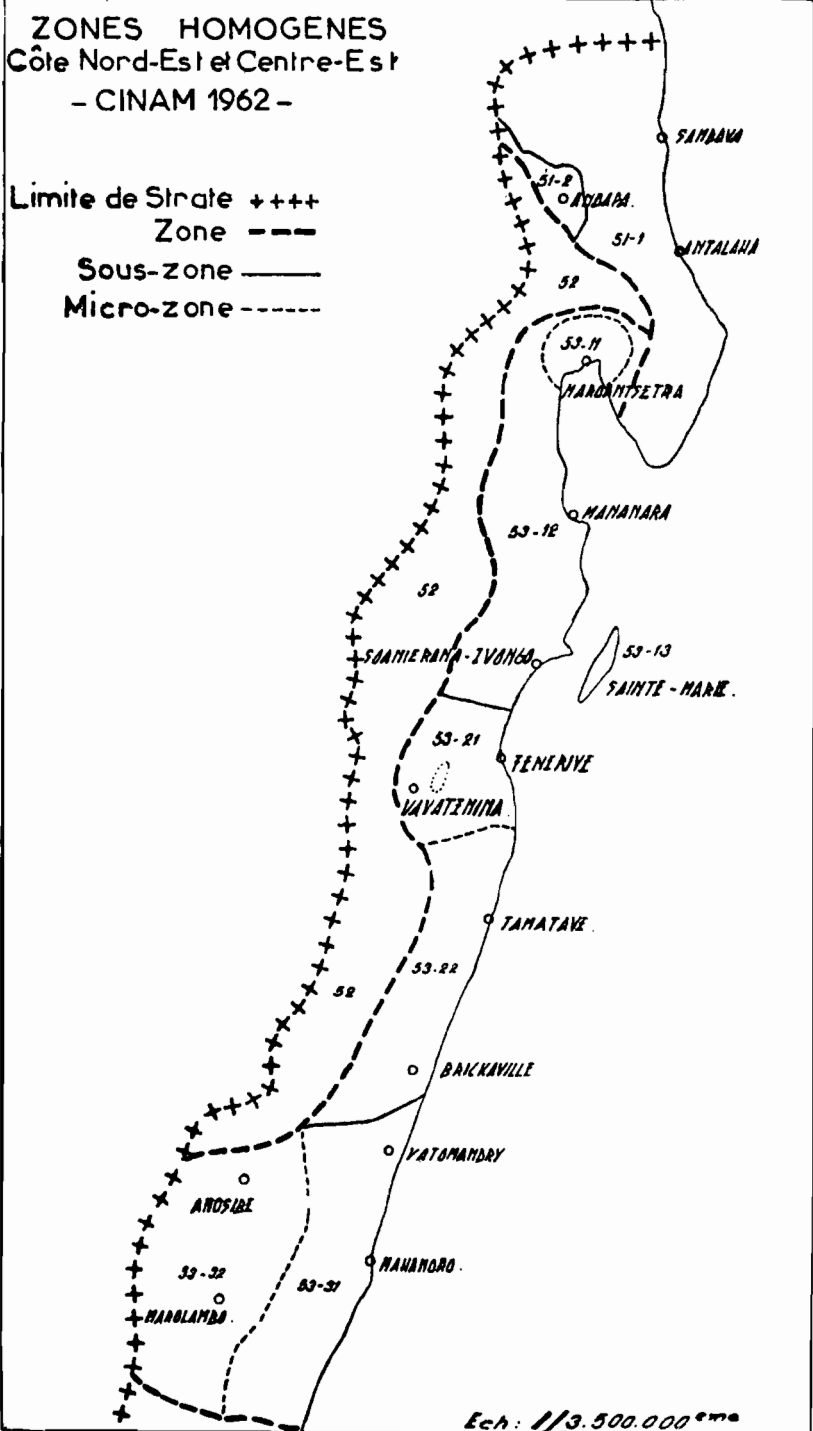 ZONES HOMOGENES
Côte Nord-Est et Centre-Est
- CINAM 1962 -
Limite de Strate ++++
Zone
Sous-zone
Micro-zone
SAMBAVA
51-2
ANDAPA.
51-1
ANTALAHA
52
53-11
MAROANTSETRA
MANANARA
53-12
52
SOANIERANA-IVONGO
53-13
SAINTE-MARIE.
53-21
FENERIVE
VAVATENINA.
TAMATAVE.
53-22
52
BRICKAVILLE
VATOMANDRY
ANOSIBE
MAHANORO.
53-32
53-31
MAROLAMBO.
Ech: 1/3.500.000 eme